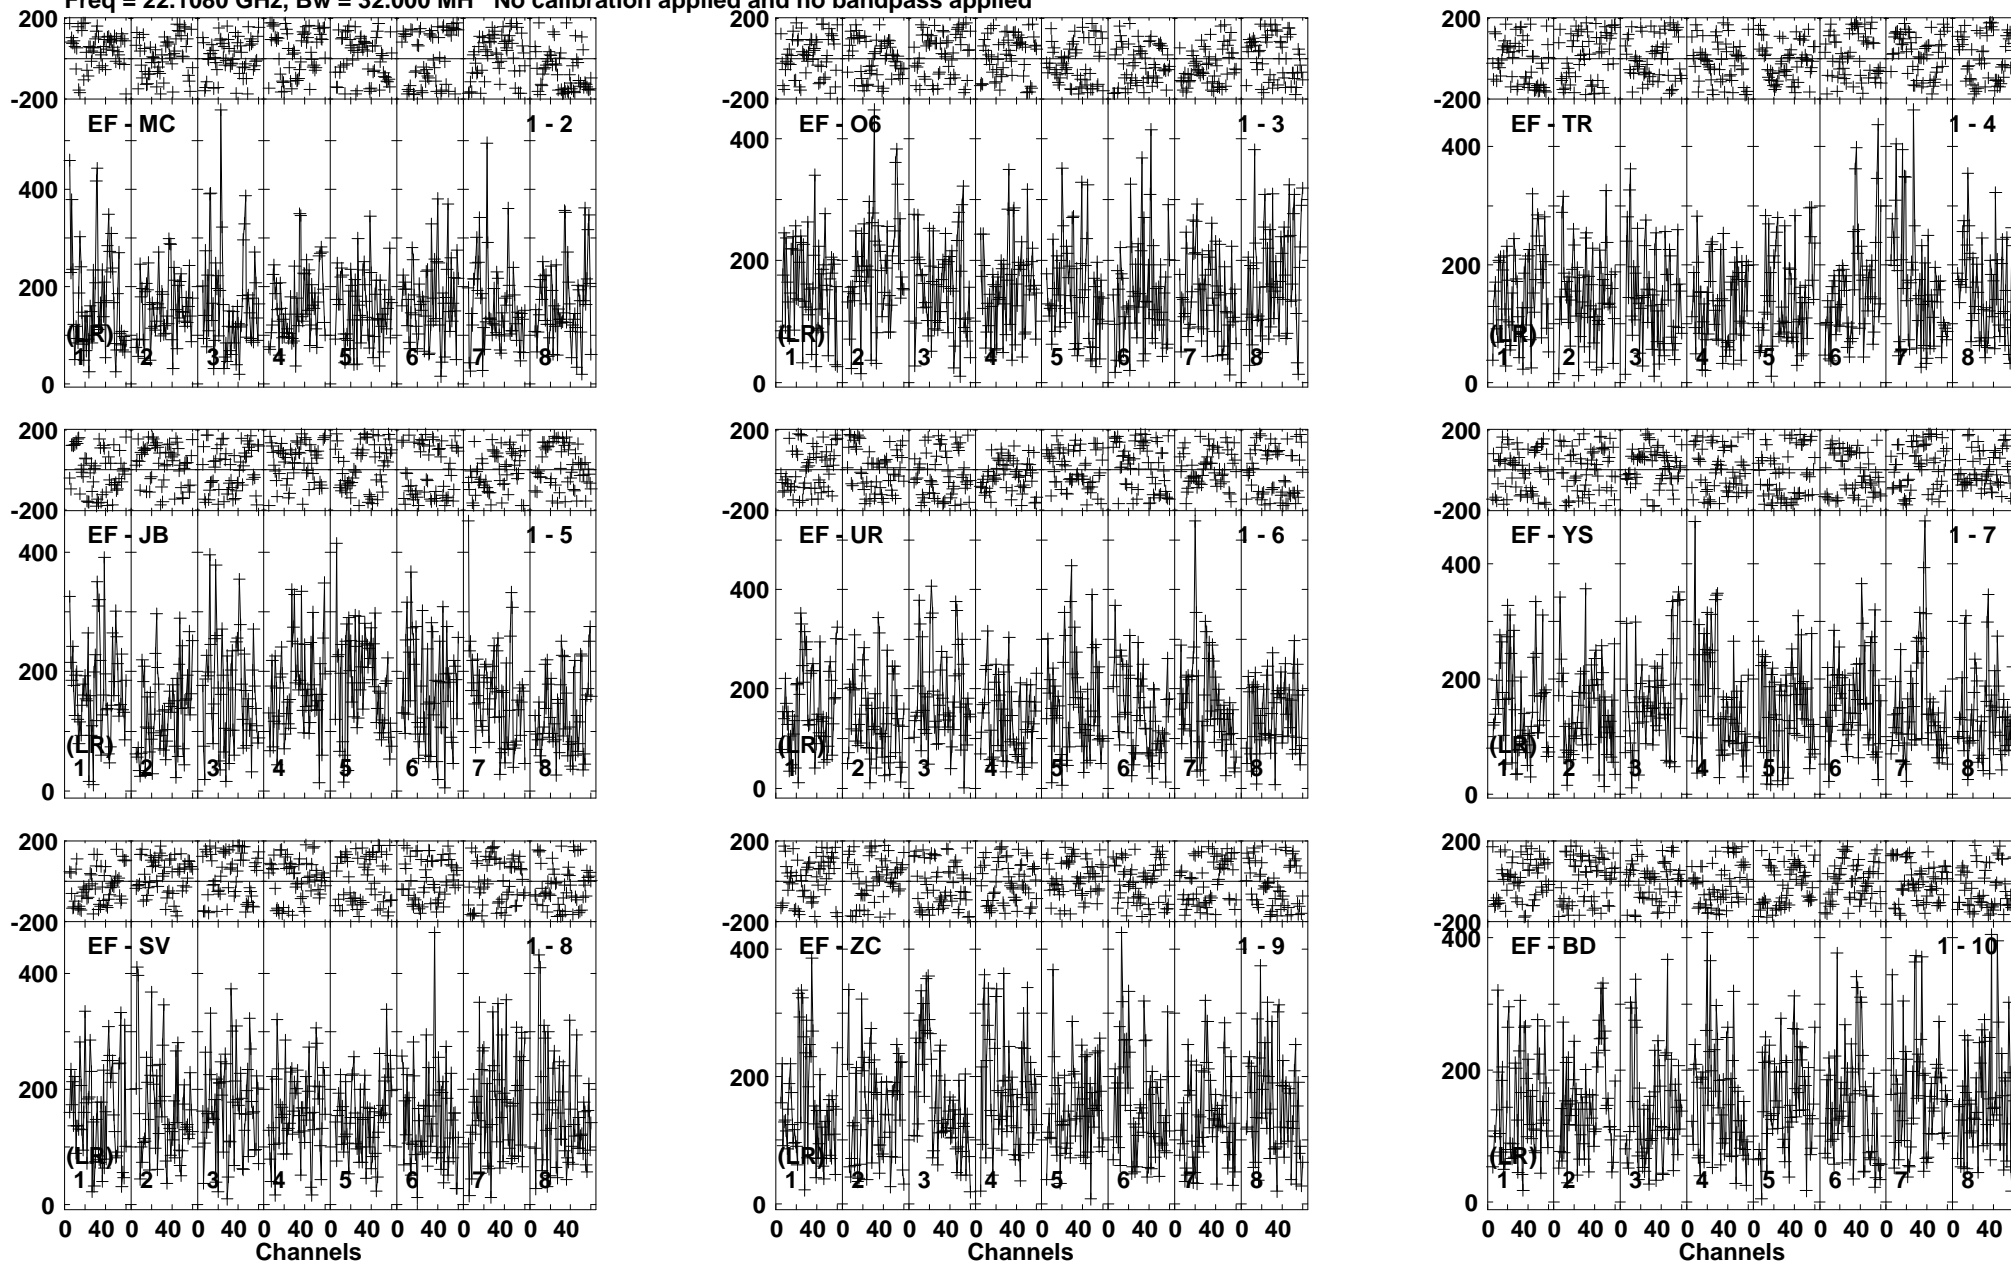 Freq = 22.1080 GHz, Bw = 32.000 MH No calibration applied and no bandpass applied
200 200 200
-200 -200 -200
EF - MC 1 - 2 EF - O6 1 - 3 EF - TR 1 - 4
400 400 400
200 200 200
(LR) (LR) (LR)
1 2 3 4 5 6 7 8 1 2 3 4 5 6 7 8 1 2 3 4 5 6 7 8
0 0 0
200 200 200
-200 -200 -200
EF - JB 1 - 5 EF - UR 1 - 6 EF - YS 1 - 7
400 400 400
200 200 200
(LR) (LR) (LR)
1 2 3 4 5 6 7 8 1 2 3 4 5 6 7 8 1 2 3 4 5 6 7 8
0 0 0
200 200 200
-200 -200 -200
EF - SV 1 - 8 EF - ZC 1 - 9 EF - BD 1 - 10
400 400 400
200 200 200
(LR) (LR) (LR)
1 2 3 4 5 6 7 8 1 2 3 4 5 6 7 8 1 2 3 4 5 6 7 8
0 0 0
0 40 0 40 0 40 0 40 0 40 0 40 0 40 0 40 0 40 0 40 0 40 0 40 0 40 0 40 0 40 0 40 0 40 0 40 0 40 0 40 0 40 0 40 0 40 0 40
Channels Channels Channels